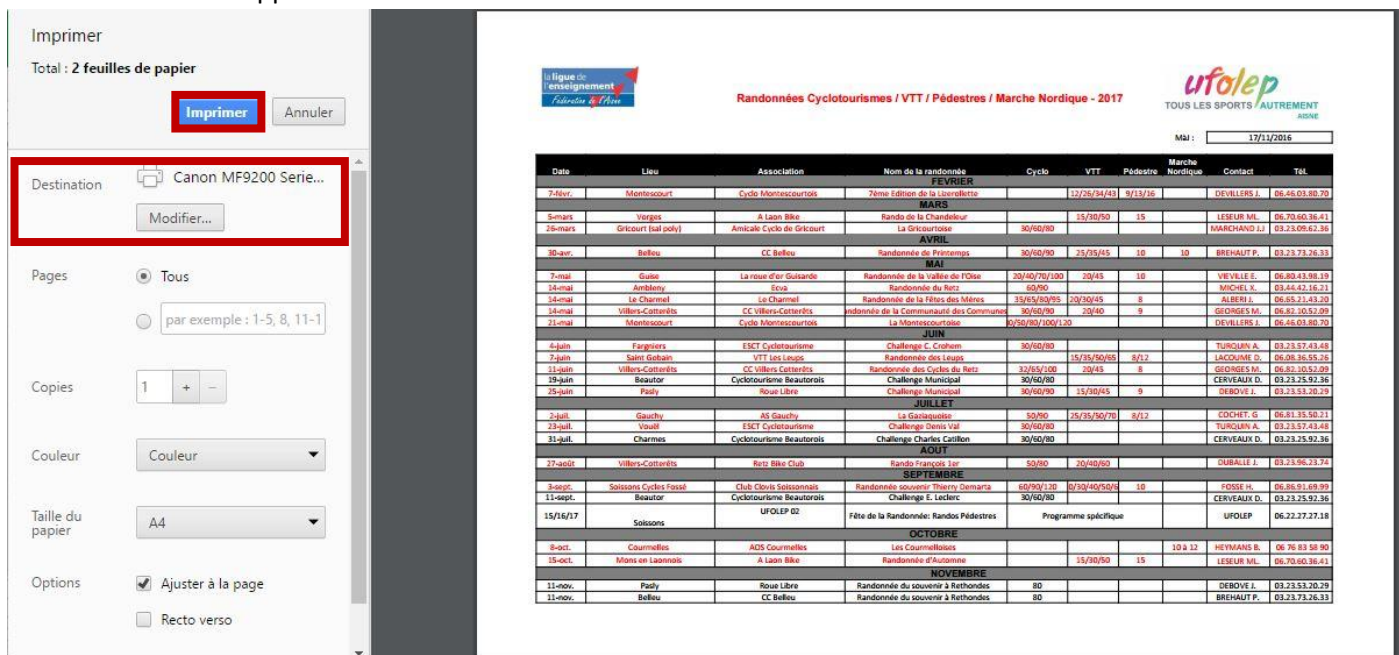 Imprimer
Total : 2 feuilles de papier
Imprimer Annuler
Destination Canon MF9200 Serie...
Modifier...
Pages Tous
par exemple : 1-5, 8, 11-1
Copies 1 + -
Couleur Couleur
Taille du papier A4
Options Ajuster à la page
Recto verso
la ligue de
l'enseignement
Fédération de l'Aisne
Randonnées Cyclotourismes / VTT / Pédestres / Marche Nordique - 2017
ufolep
TOUS LES SPORTS AUTREMENT
AISNE
MàJ : 17/11/2016
Date Lieu Association Nom de la randonnée Cyclo VTT Pédestre Marche Nordique Contact Tél.
FEVRIER
7-févr. Montescourt Cyclo Montescourtois 7ème Edition de la Lizerollette 12/26/34/43 9/13/16 DEVILLERS J. 06.46.03.80.70
MARS
5-mars Vorges A Laon Bike Rando de la Chandeleur 15/30/50 15 LESEUR ML. 06.70.60.36.41
26-mars Gricourt (sal poly) Amicale Cyclo de Gricourt La Gricourtoise 30/60/80 MARCHAND J.J 03.23.09.62.36
AVRIL
30-avr. Belleu CC Belleu Randonnée de Printemps 30/60/90 25/35/45 10 10 BREHAUT P. 03.23.73.26.33
MAI
7-mai Guise La roue d'or Guisarde Randonnée de la Vallée de l'Oise 20/40/70/100 20/45 10 VIEVILLE E. 06.80.43.98.19
14-mai Ambleny Ecva Randonnée du Retz 60/90 MICHEL X. 03.44.42.16.21
14-mai Le Charmel Le Charmel Randonnée de la Fêtes des Mères 35/65/80/95 20/30/45 8 ALBERI J. 06.65.21.43.20
14-mai Villers-Cotterêts CC Villers-Cotterêts ndonnée de la Communauté des Communes 30/60/90 20/40 9 GEORGES M. 06.82.10.52.09
21-mai Montescourt Cyclo Montescourtois La Montescourtoise 0/50/80/100/120 DEVILLERS J. 06.46.03.80.70
JUIN
4-juin Fargniers ESCT Cyclotourisme Challenge C. Crohem 30/60/80 TURQUIN A. 03.23.57.43.48
7-juin Saint Gobain VTT Les Leups Randonnée des Leups 15/35/50/65 8/12 LACOUME D. 06.08.36.55.26
11-juin Villers-Cotterêts CC Villers Cotterêts Randonnée des Cycles du Retz 32/65/100 20/45 8 GEORGES M. 06.82.10.52.09
19-juin Beautor Cyclotourisme Beautorois Challenge Municipal 30/60/80 CERVEAUX D. 03.23.25.92.36
25-juin Pasly Roue Libre Challenge Municipal 30/60/90 15/30/45 9 DEBOVE J. 03.23.53.20.29
JUILLET
2-juil. Gauchy AS Gauchy La Gaziaquoise 50/90 25/35/50/70 8/12 COCHET. G 06.81.35.50.21
23-juil. Vouël ESCT Cyclotourisme Challenge Denis Val 30/60/80 TURQUIN A. 03.23.57.43.48
31-juil. Charmes Cyclotourisme Beautorois Challenge Charles Catillon 30/60/80 CERVEAUX D. 03.23.25.92.36
AOUT
27-août Villers-Cotterêts Retz Bike Club Rando François 1er 50/80 20/40/60 DUBALLE J. 03.23.96.23.74
SEPTEMBRE
3-sept. Soissons Cycles Fossé Club Clovis Soissonnais Randonnée souvenir Thierry Demarta 60/90/120 0/30/40/50/6 10 FOSSE H. 06.86.91.69.99
11-sept. Beautor Cyclotourisme Beautorois Challenge E. Leclerc 30/60/80 CERVEAUX D. 03.23.25.92.36
15/16/17 Soissons UFOLEP 02 Fête de la Randonnée: Randos Pédestres Programme spécifique UFOLEP 06.22.27.27.18
OCTOBRE
8-oct. Courmelles AOS Courmelles Les Courmelloises 10 à 12 HEYMANS B. 06 76 83 58 90
15-oct. Mons en Laonnois A Laon Bike Randonnée d'Automne 15/30/50 15 LESEUR ML. 06.70.60.36.41
NOVEMBRE
11-nov. Pasly Roue Libre Randonnée du souvenir à Rethondes 80 DEBOVE J. 03.23.53.20.29
11-nov. Belleu CC Belleu Randonnée du souvenir à Rethondes 80 BREHAUT P. 03.23.73.26.33